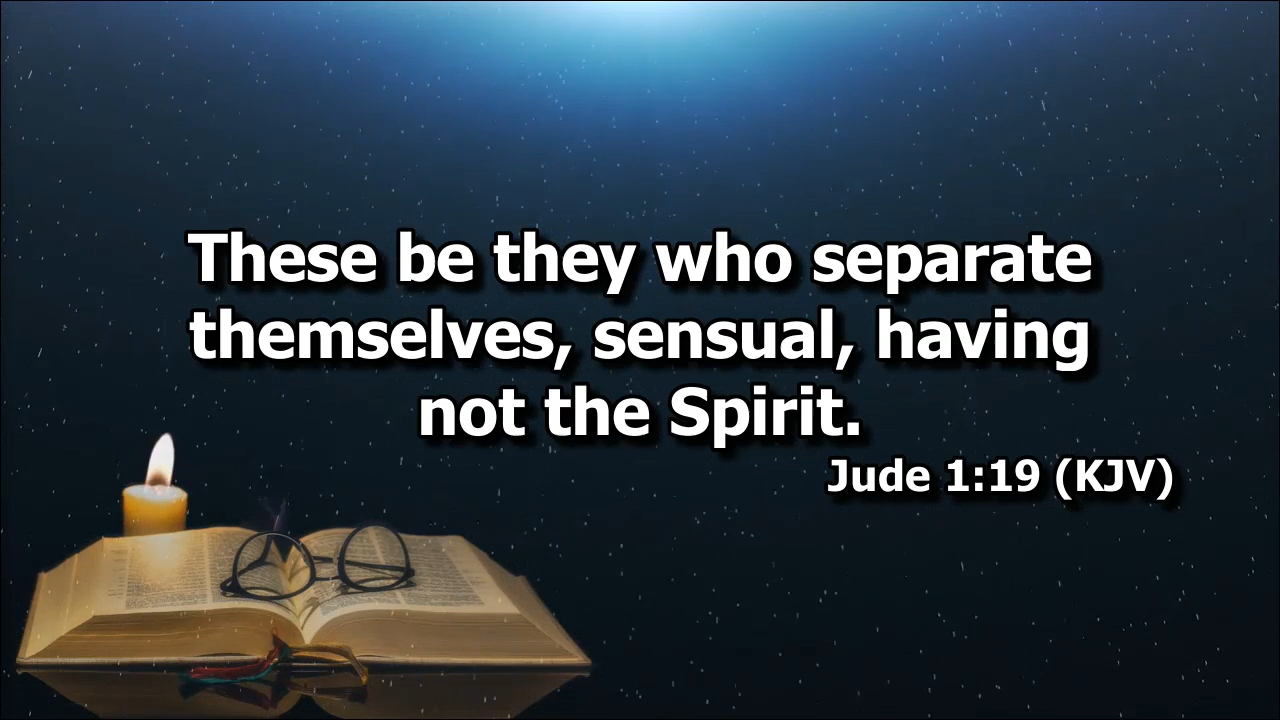 These be they who separate
themselves, sensual, having
not the Spirit.
Jude 1:19 (KJV)